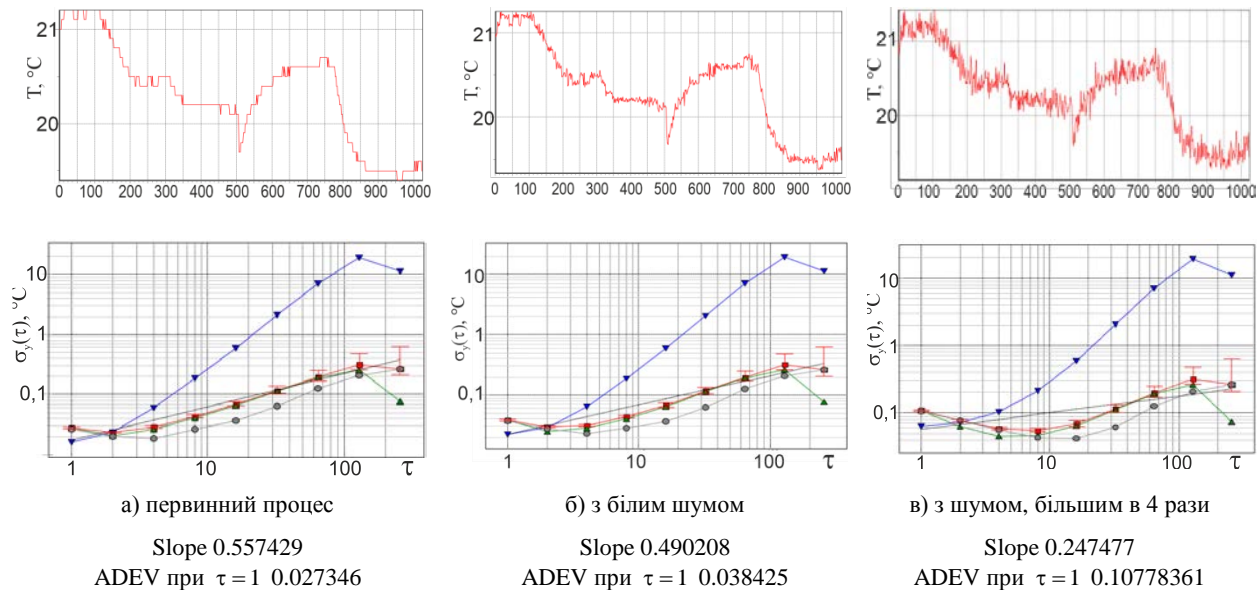 21
20
T, °C
0 100 200 300 400 500 600 700 800 900 1000
21
20
T, °C
0 100 200 300 400 500 600 700 800 900 1000
21
20
T, °C
0 100 200 300 400 500 600 700 800 900 1000
10
1
0,1
σy(τ), °C
1 10 100 τ
10
1
0,1
σy(τ), °C
1 10 100 τ
10
1
0,1
σy(τ), °C
1 10 100 τ
а) первинний процес
б) з білим шумом
в) з шумом, більшим в 4 рази
Slope 0.557429
ADEV при τ = 1 0.027346
Slope 0.490208
ADEV при τ = 1 0.038425
Slope 0.247477
ADEV при τ = 1 0.10778361